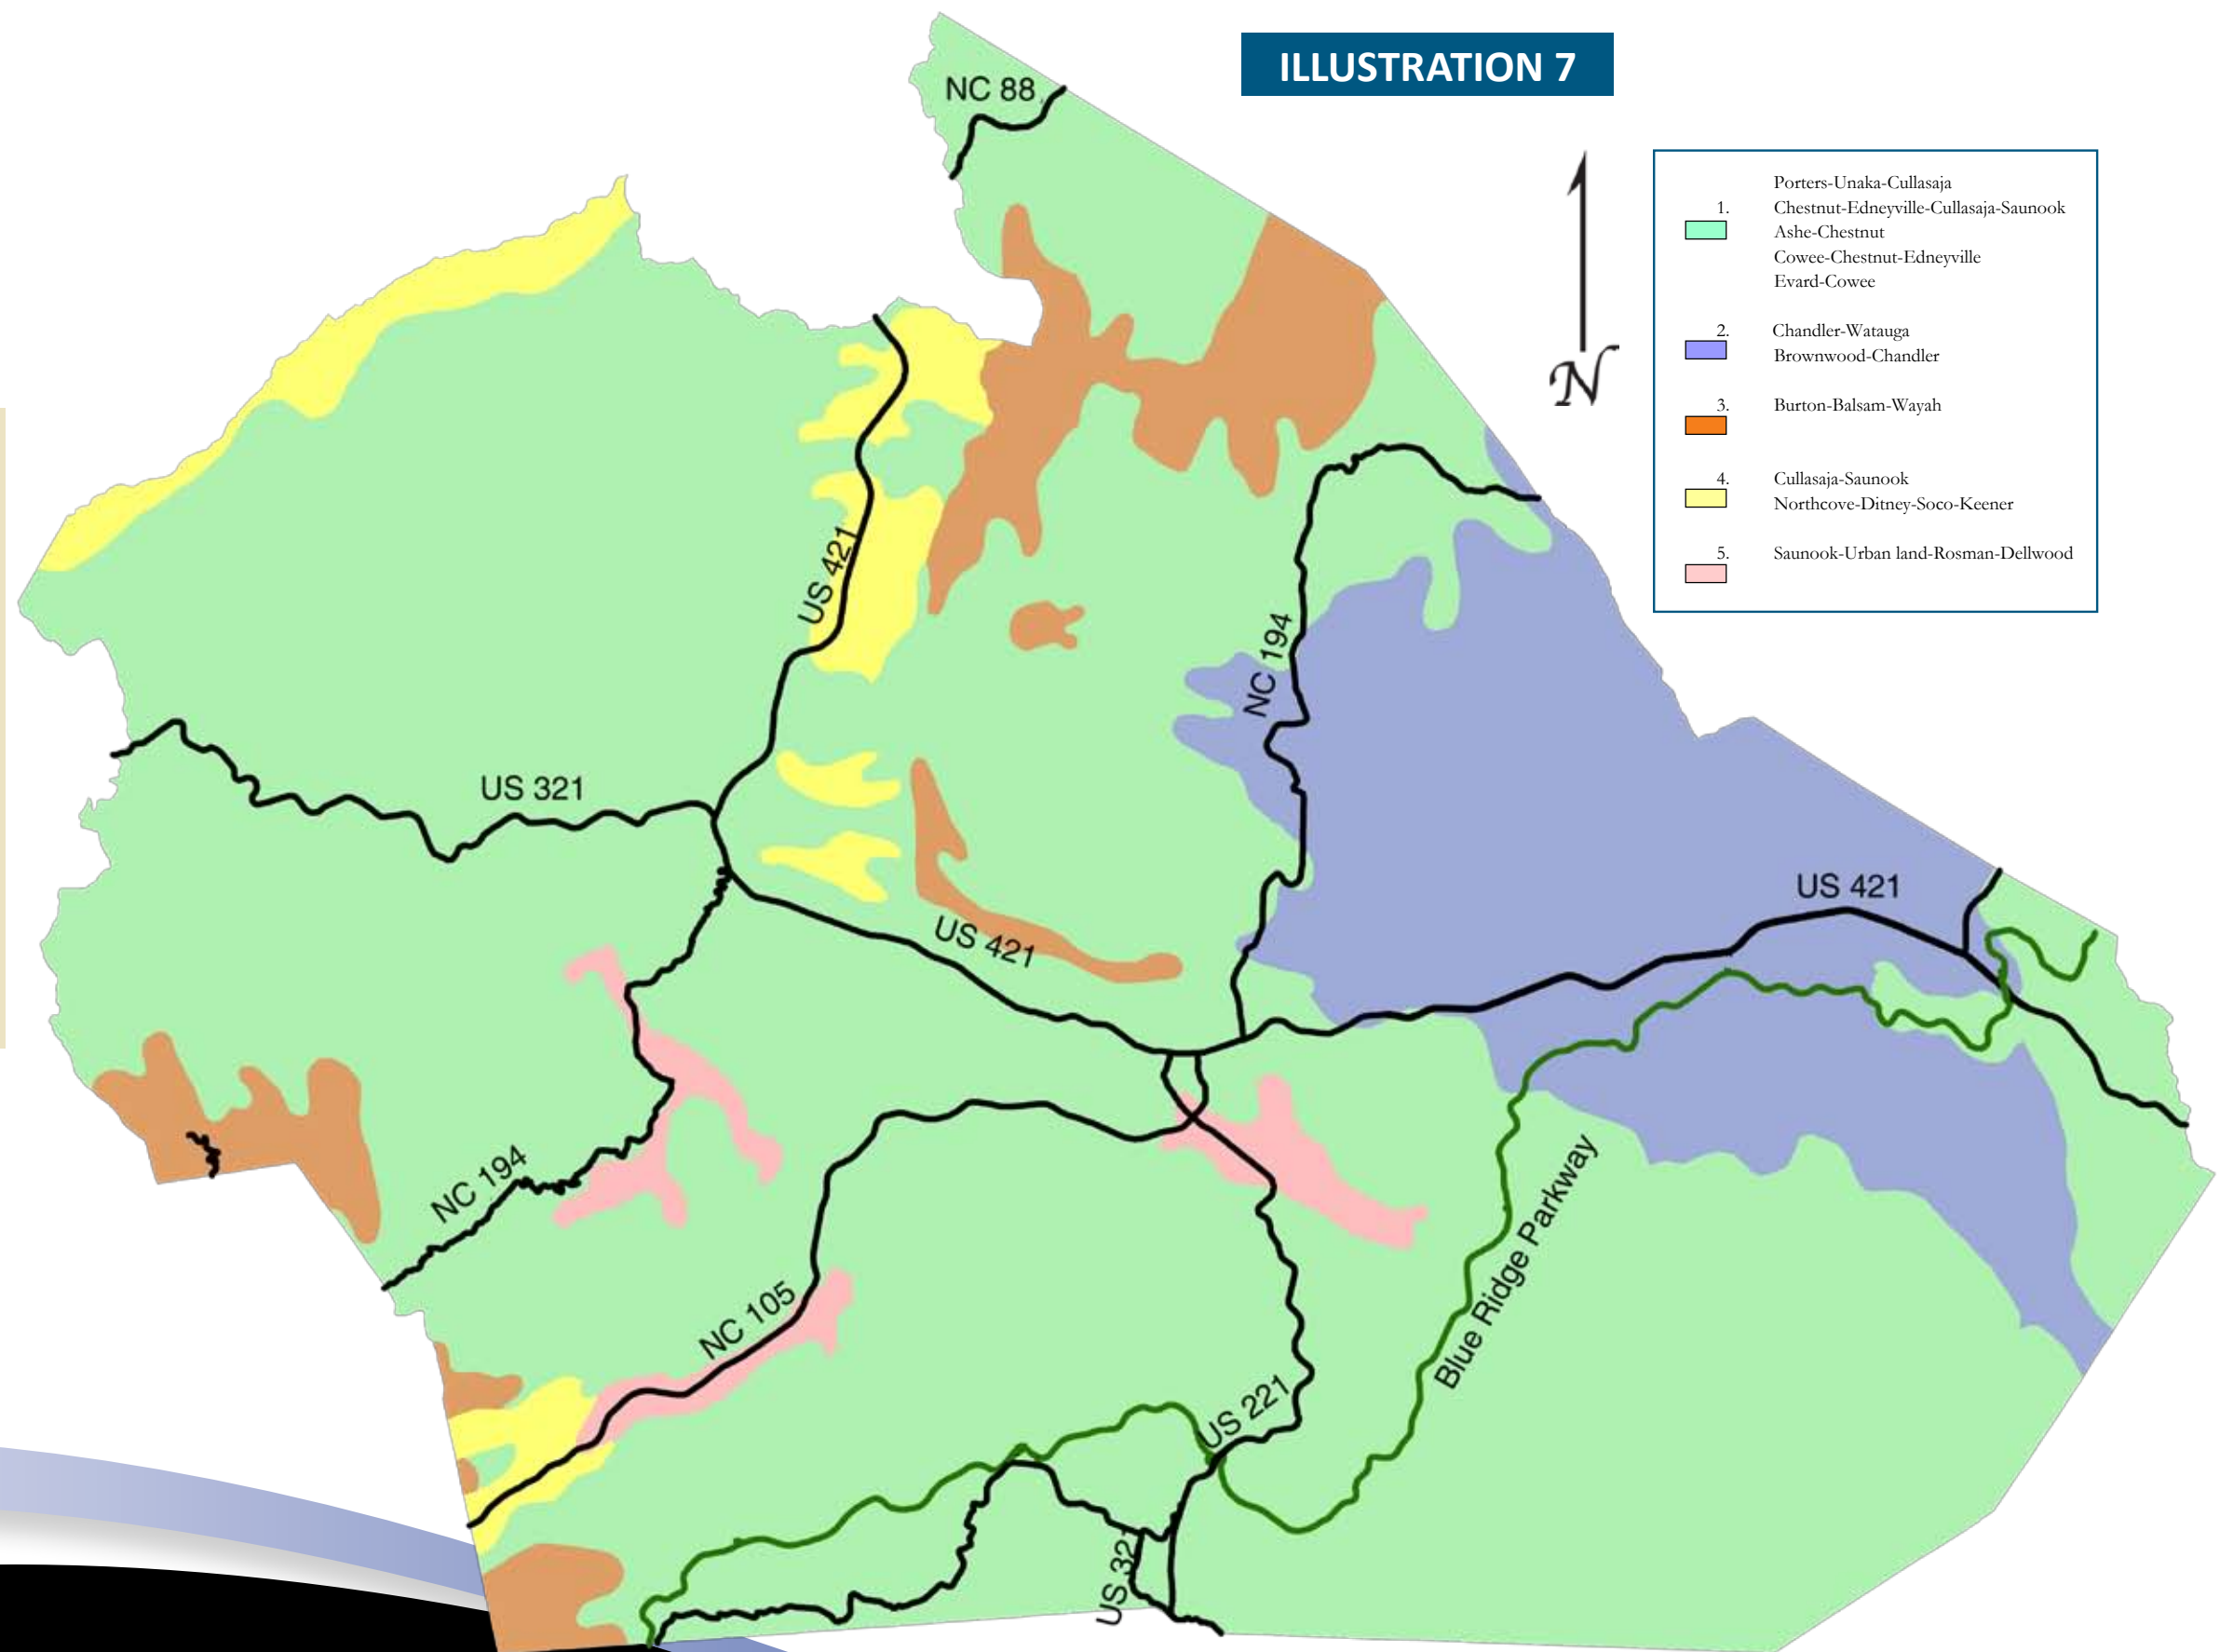 ILLUSTRATION 7
NC 88
1.
Porters-Unaka-Cullasaja
Chestnut-Edneyville-Cullasaja-Saunook
Ashe-Chestnut
Cowee-Chestnut-Edneyville
Evard-Cowee
2.
Chandler-Watauga
Brownwood-Chandler
3.
Burton-Balsam-Wayah
4.
Cullasaja-Saunook
Northcove-Ditney-Soco-Keener
5.
Saunook-Urban land-Rosman-Dellwood
N
US 421
NC 194
US 321
US 421
US 421
NC 194
Blue Ridge Parkway
NC 105
US 221
US 321